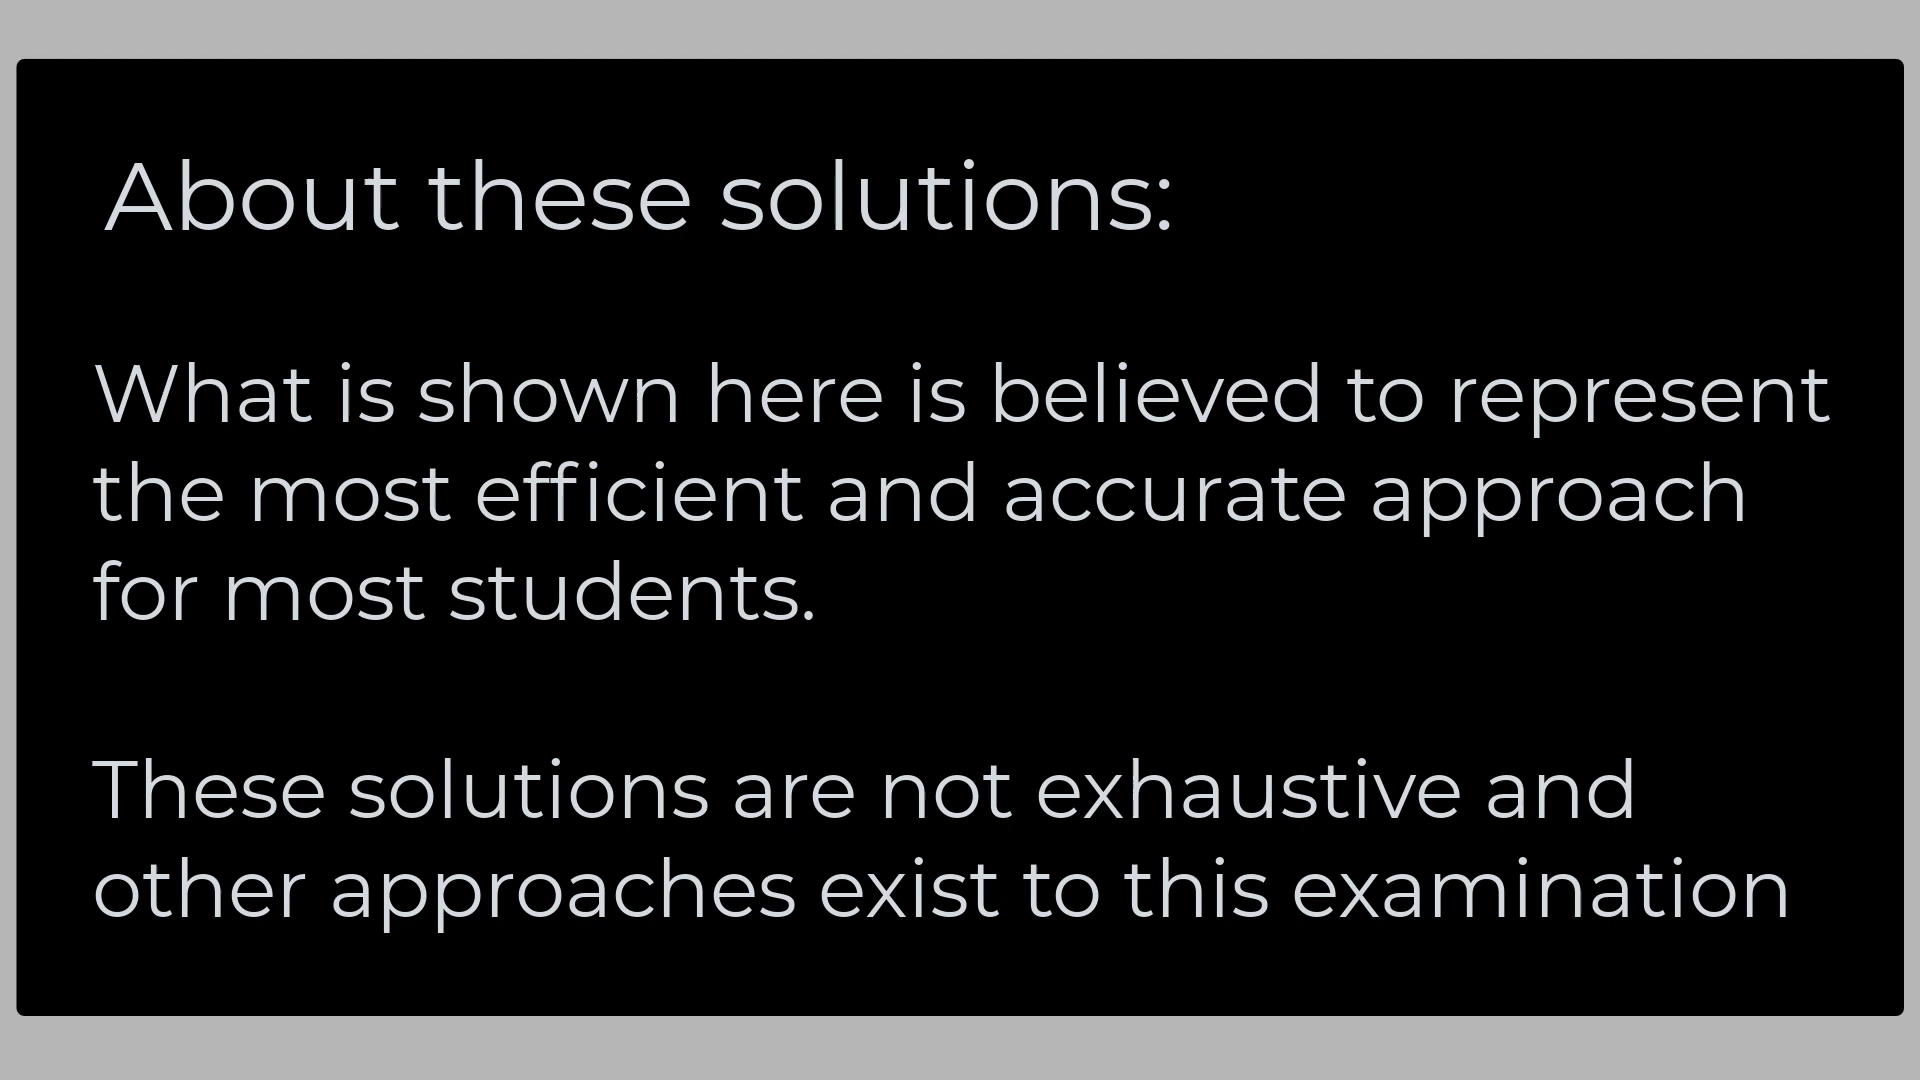 About these solutions:
What is shown here is believed to represent
the most efficient and accurate approach
for most students.
These solutions are not exhaustive and
other approaches exist to this examination